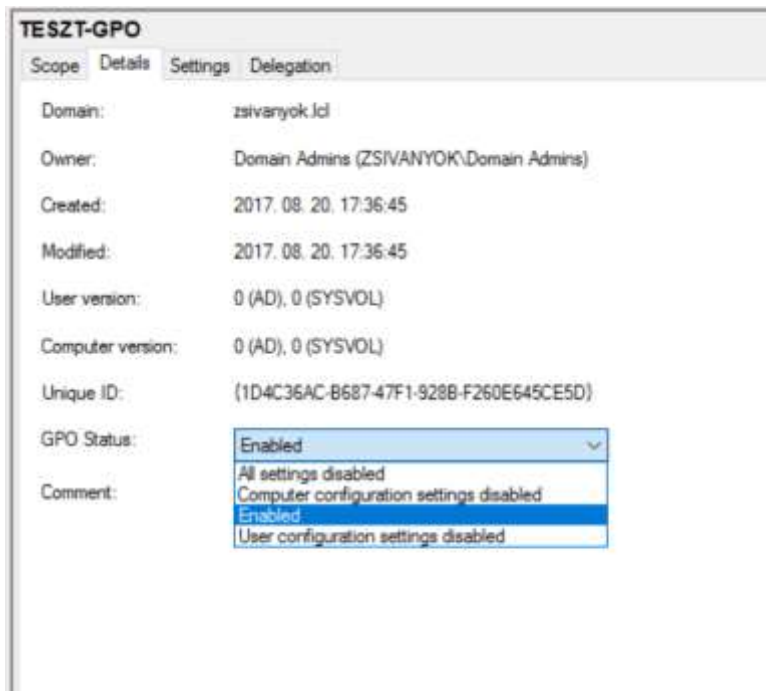 TESZT-GPO
Scope Details Settings Delegation
Domain: zsivanyok.lcl
Owner: Domain Admins (ZSIVANYOK\Domain Admins)
Created: 2017. 08. 20. 17:36:45
Modified: 2017. 08. 20. 17:36:45
User version: 0 (AD), 0 (SYSVOL)
Computer version: 0 (AD), 0 (SYSVOL)
Unique ID: {1D4C36AC-B687-47F1-928B-F260E645CE5D}
GPO Status: Enabled
All settings disabled
Comment: Computer configuration settings disabled
Enabled
User configuration settings disabled